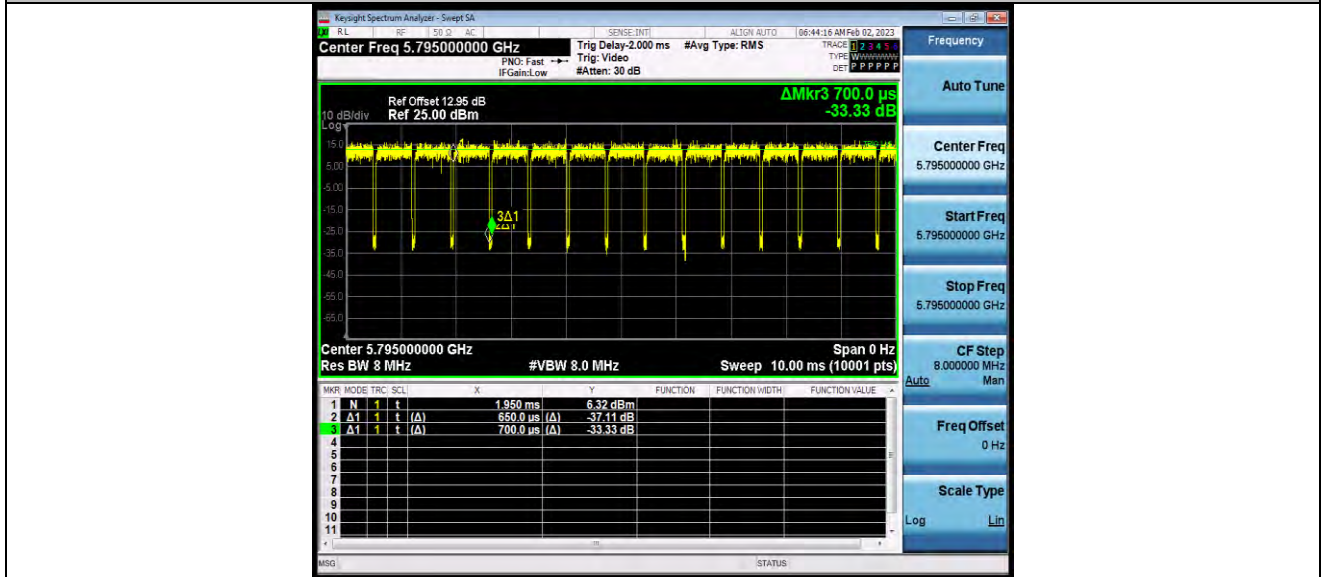 Keysight Spectrum Analyzer - Swept SA
RL RF 50 Ω AC SENSE:INT ALIGN AUTO 06:44:16 AM Feb 02, 2023
Center Freq 5.795000000 GHz
PNO: Fast
IFGain:Low
Trig Delay-2.000 ms
Trig: Video
#Atten: 30 dB
#Avg Type: RMS
TRACE 1 2 3 4 5 6
TYPE WWWWWW
DET P P P P P P
ΔMkr3 700.0 µs
-33.33 dB
Ref Offset 12.95 dB
10 dB/div Ref 25.00 dBm
Log
15.0
5.00
-5.00
-15.0
-25.0
-35.0
-45.0
-55.0
-65.0
3Δ1
Center 5.795000000 GHz Span 0 Hz
Res BW 8 MHz #VBW 8.0 MHz Sweep 10.00 ms (10001 pts)
MKR MODE TRC SCL X Y FUNCTION FUNCTION WIDTH FUNCTION VALUE
1 N 1 t 1.950 ms 6.32 dBm
2 Δ1 1 t (Δ) 650.0 µs (Δ) -37.11 dB
3 Δ1 1 t (Δ) 700.0 µs (Δ) -33.33 dB
4
5
6
7
8
9
10
11
MSG STATUS
Frequency
Auto Tune
Center Freq
5.795000000 GHz
Start Freq
5.795000000 GHz
Stop Freq
5.795000000 GHz
CF Step
8.000000 MHz
Auto Man
Freq Offset
0 Hz
Scale Type
Log Lin